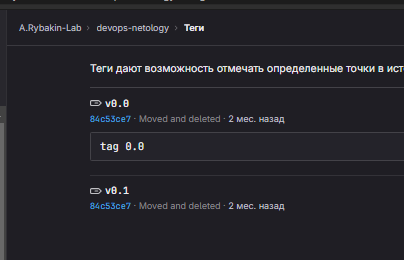 A.Rybakin-Lab › devops-netology › Теги
Теги дают возможность отмечать определенные точки в ист
v0.0
84c53ce7 · Moved and deleted · 2 мес. назад
tag 0.0
v0.1
84c53ce7 · Moved and deleted · 2 мес. назад